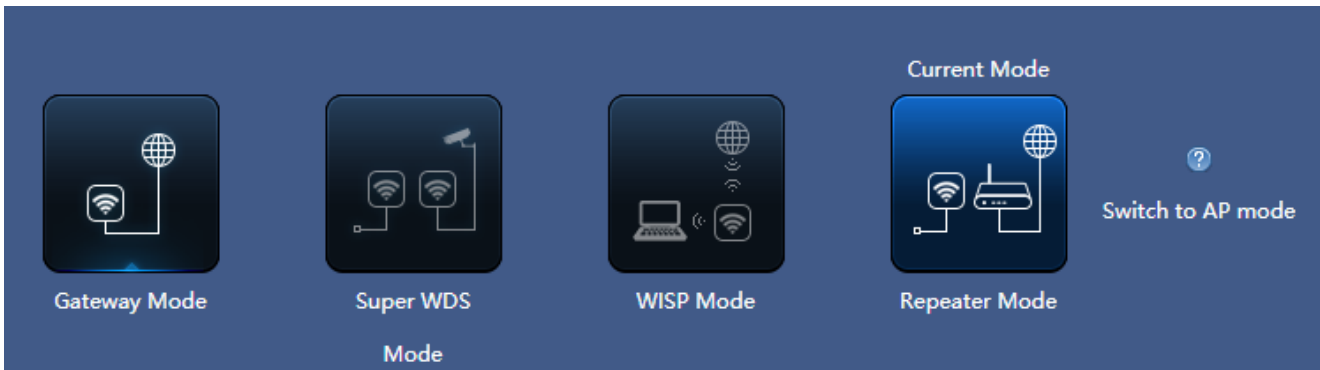 Current Mode
?
Switch to AP mode
Gateway Mode
Super WDS
Mode
WISP Mode
Repeater Mode